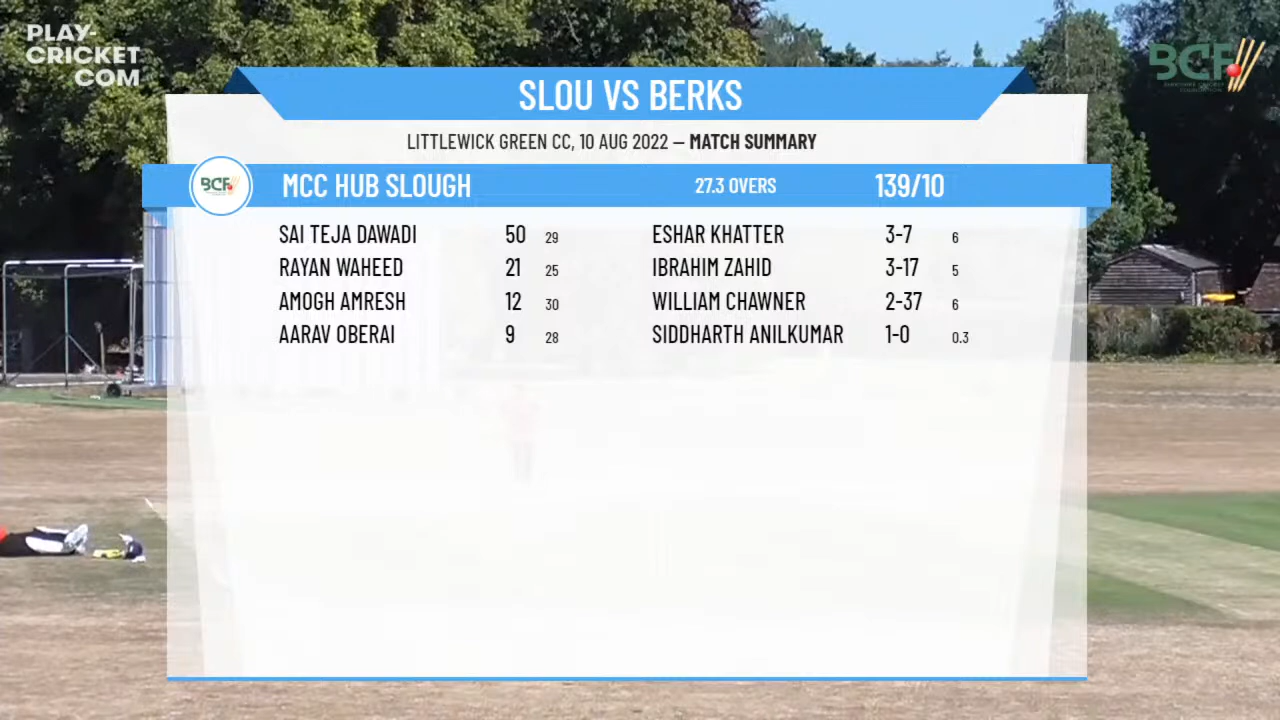 PLAY-
CRICKET
COM
BCF
SLOU VS BERKS
LITTLEWICK GREEN CC, 10 AUG 2022 – MATCH SUMMARY
BCF MCC HUB SLOUGH 27.3 OVERS 139/10
SAI TEJA DAWADI 50 29 ESHAR KHATTER 3-7 6
RAYAN WAHEED 21 25 IBRAHIM ZAHID 3-17 5
AMOGH AMRESH 12 30 WILLIAM CHAWNER 2-37 6
AARAV OBERAI 9 28 SIDDHARTH ANILKUMAR 1-0 0.3